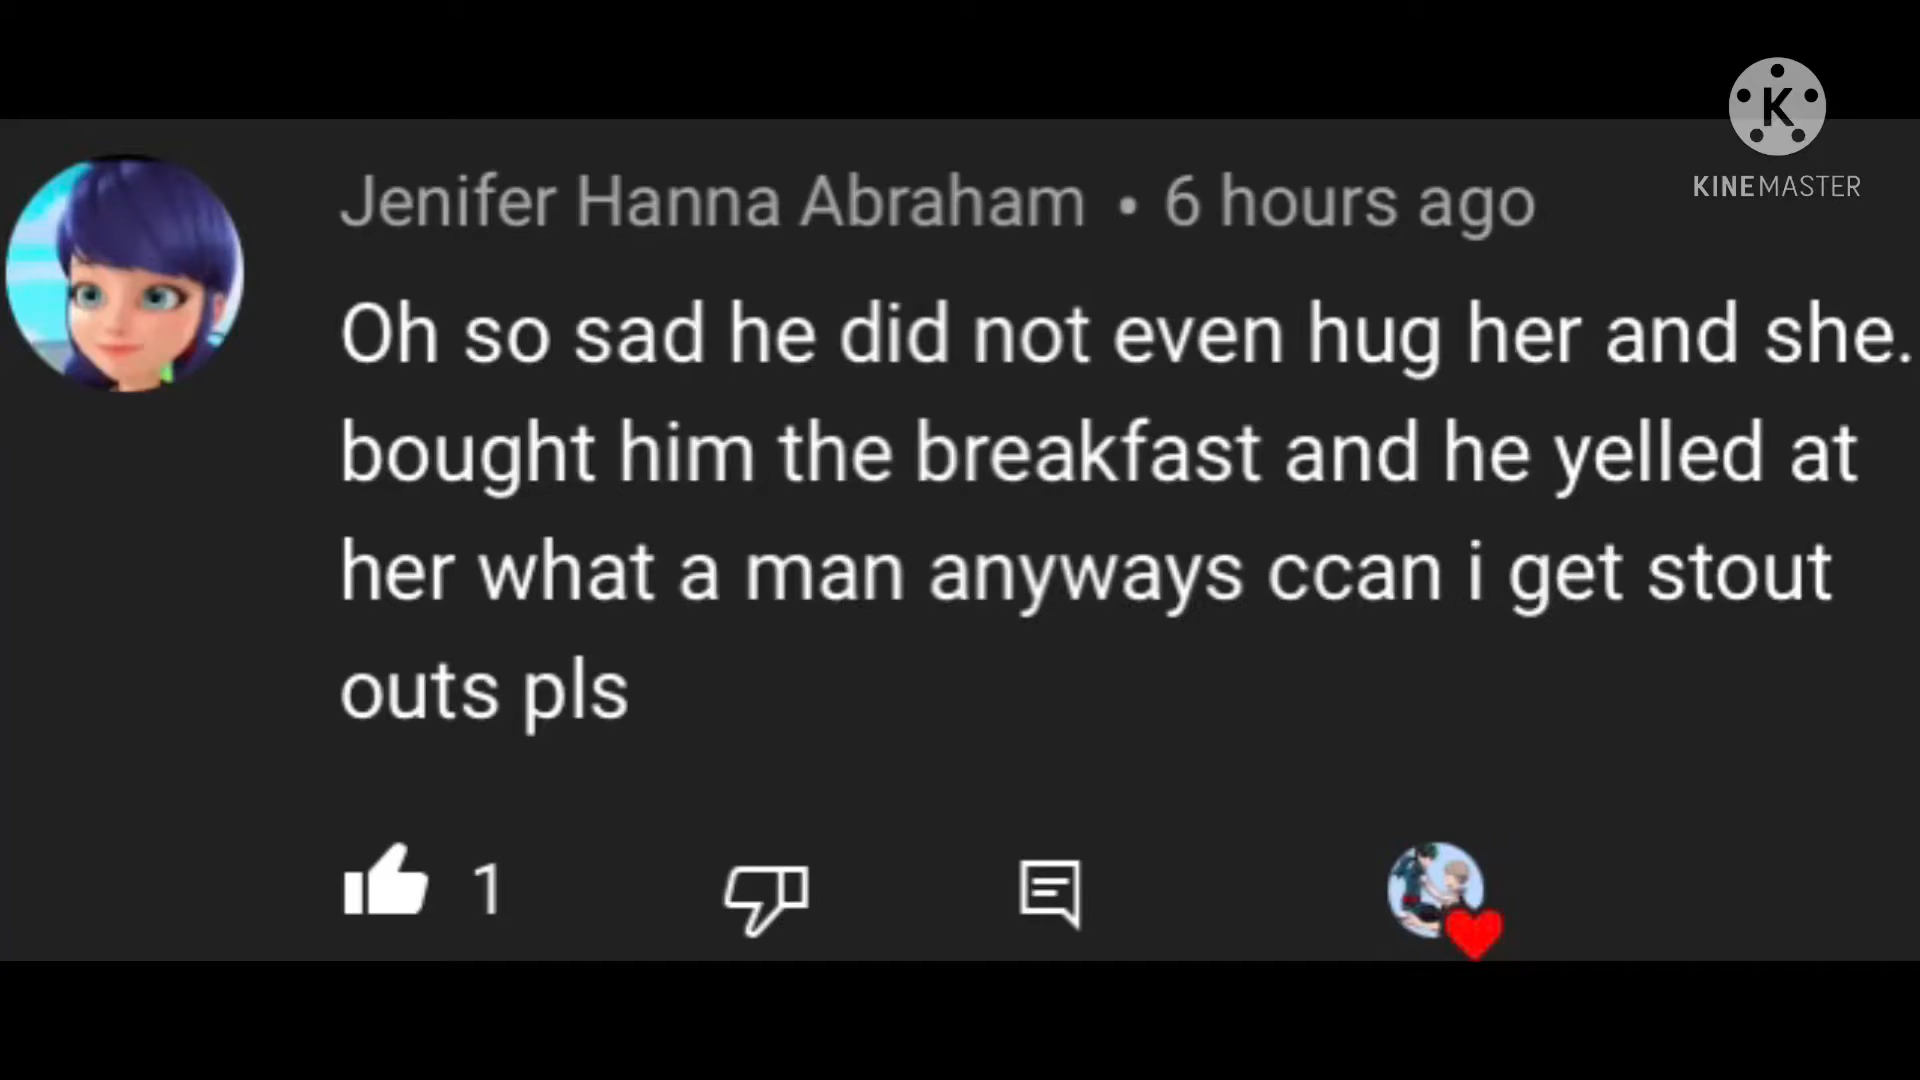 K
KINEMASTER
Jenifer Hanna Abraham • 6 hours ago
Oh so sad he did not even hug her and she.
bought him the breakfast and he yelled at
her what a man anyways ccan i get stout
outs pls
1